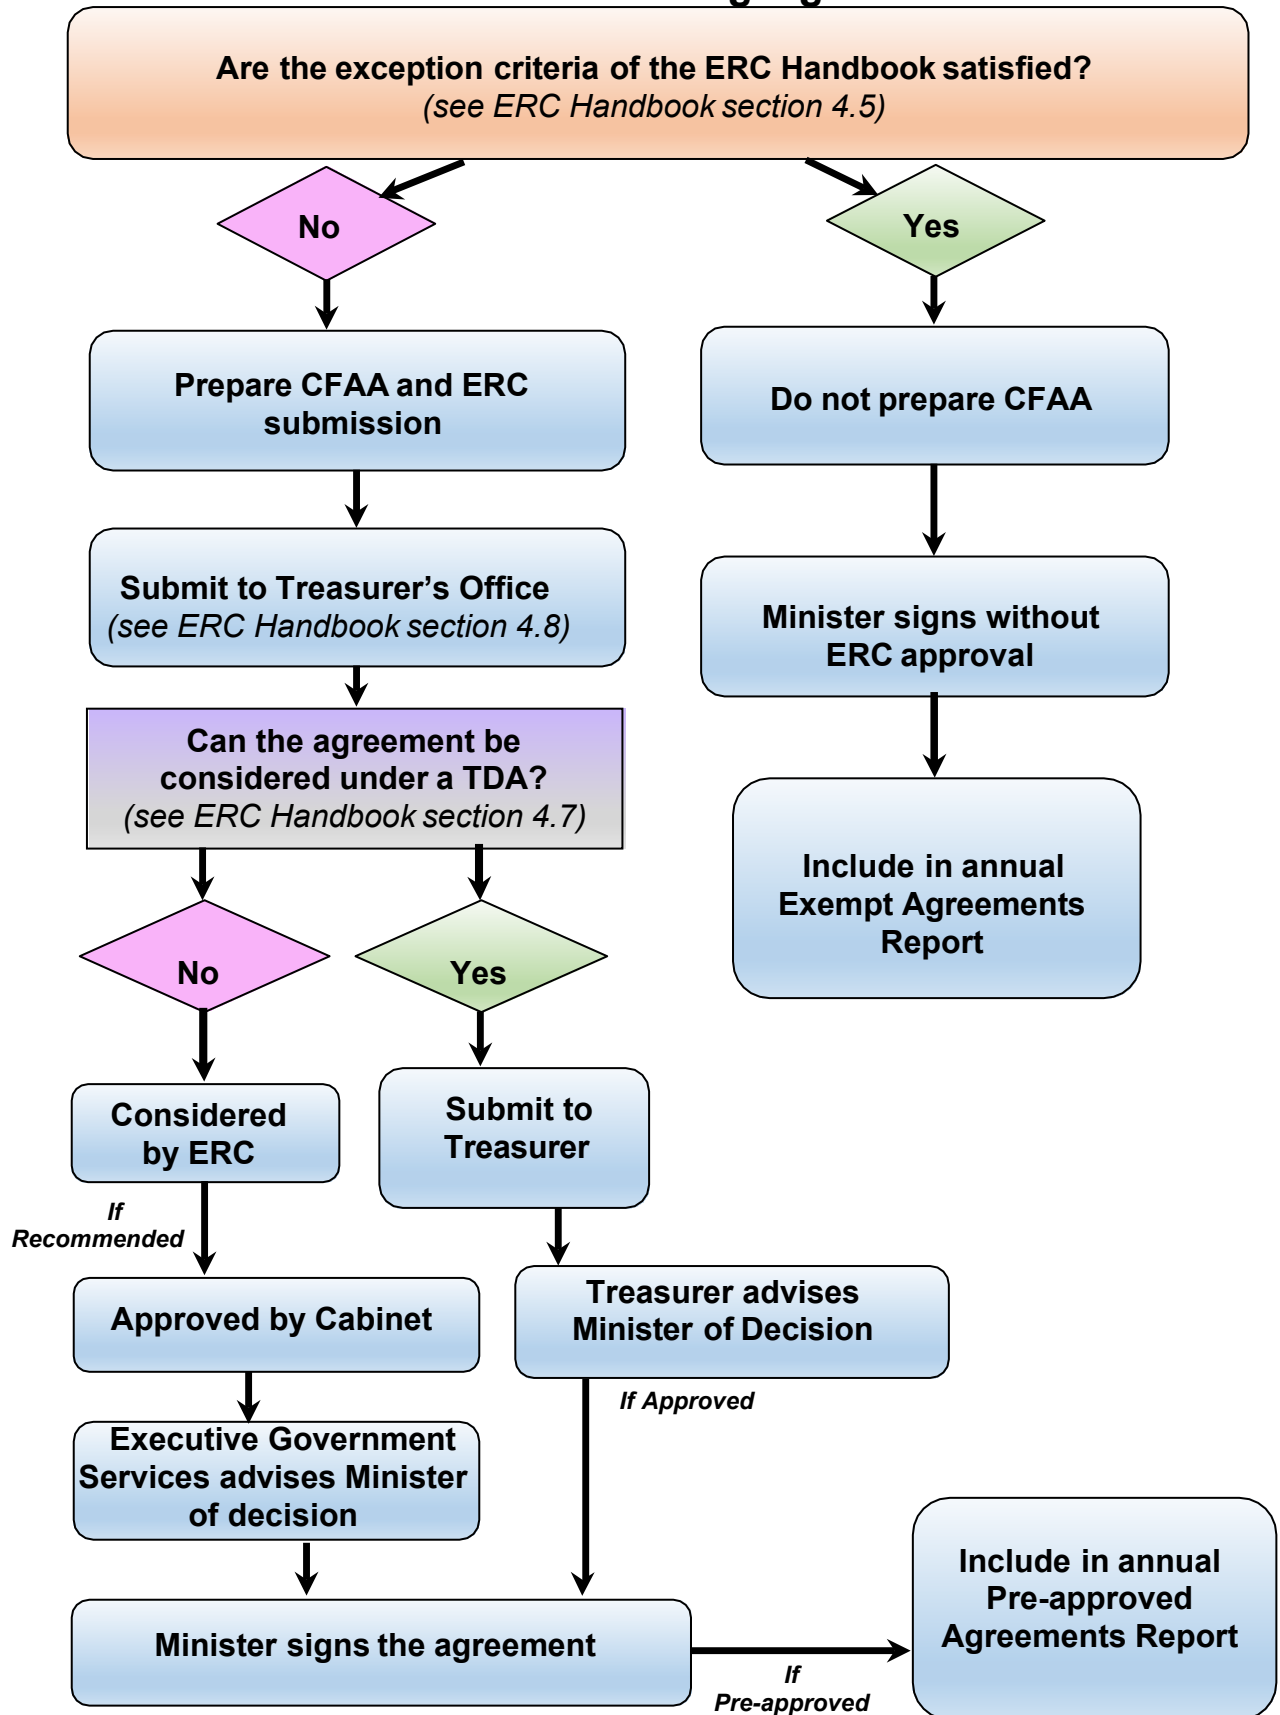 Are the exception criteria of the ERC Handbook satisfied?
(see ERC Handbook section 4.5)
No
Yes
Prepare CFAA and ERC
submission
Do not prepare CFAA
Submit to Treasurer’s Office
(see ERC Handbook section 4.8)
Minister signs without
ERC approval
Can the agreement be
considered under a TDA?
(see ERC Handbook section 4.7)
Include in annual
Exempt Agreements
Report
No
Yes
Considered
by ERC
Submit to
Treasurer
If
Recommended
Approved by Cabinet
Treasurer advises
Minister of Decision
If Approved
Executive Government
Services advises Minister
of decision
Minister signs the agreement
If
Pre-approved
Include in annual
Pre-approved
Agreements Report